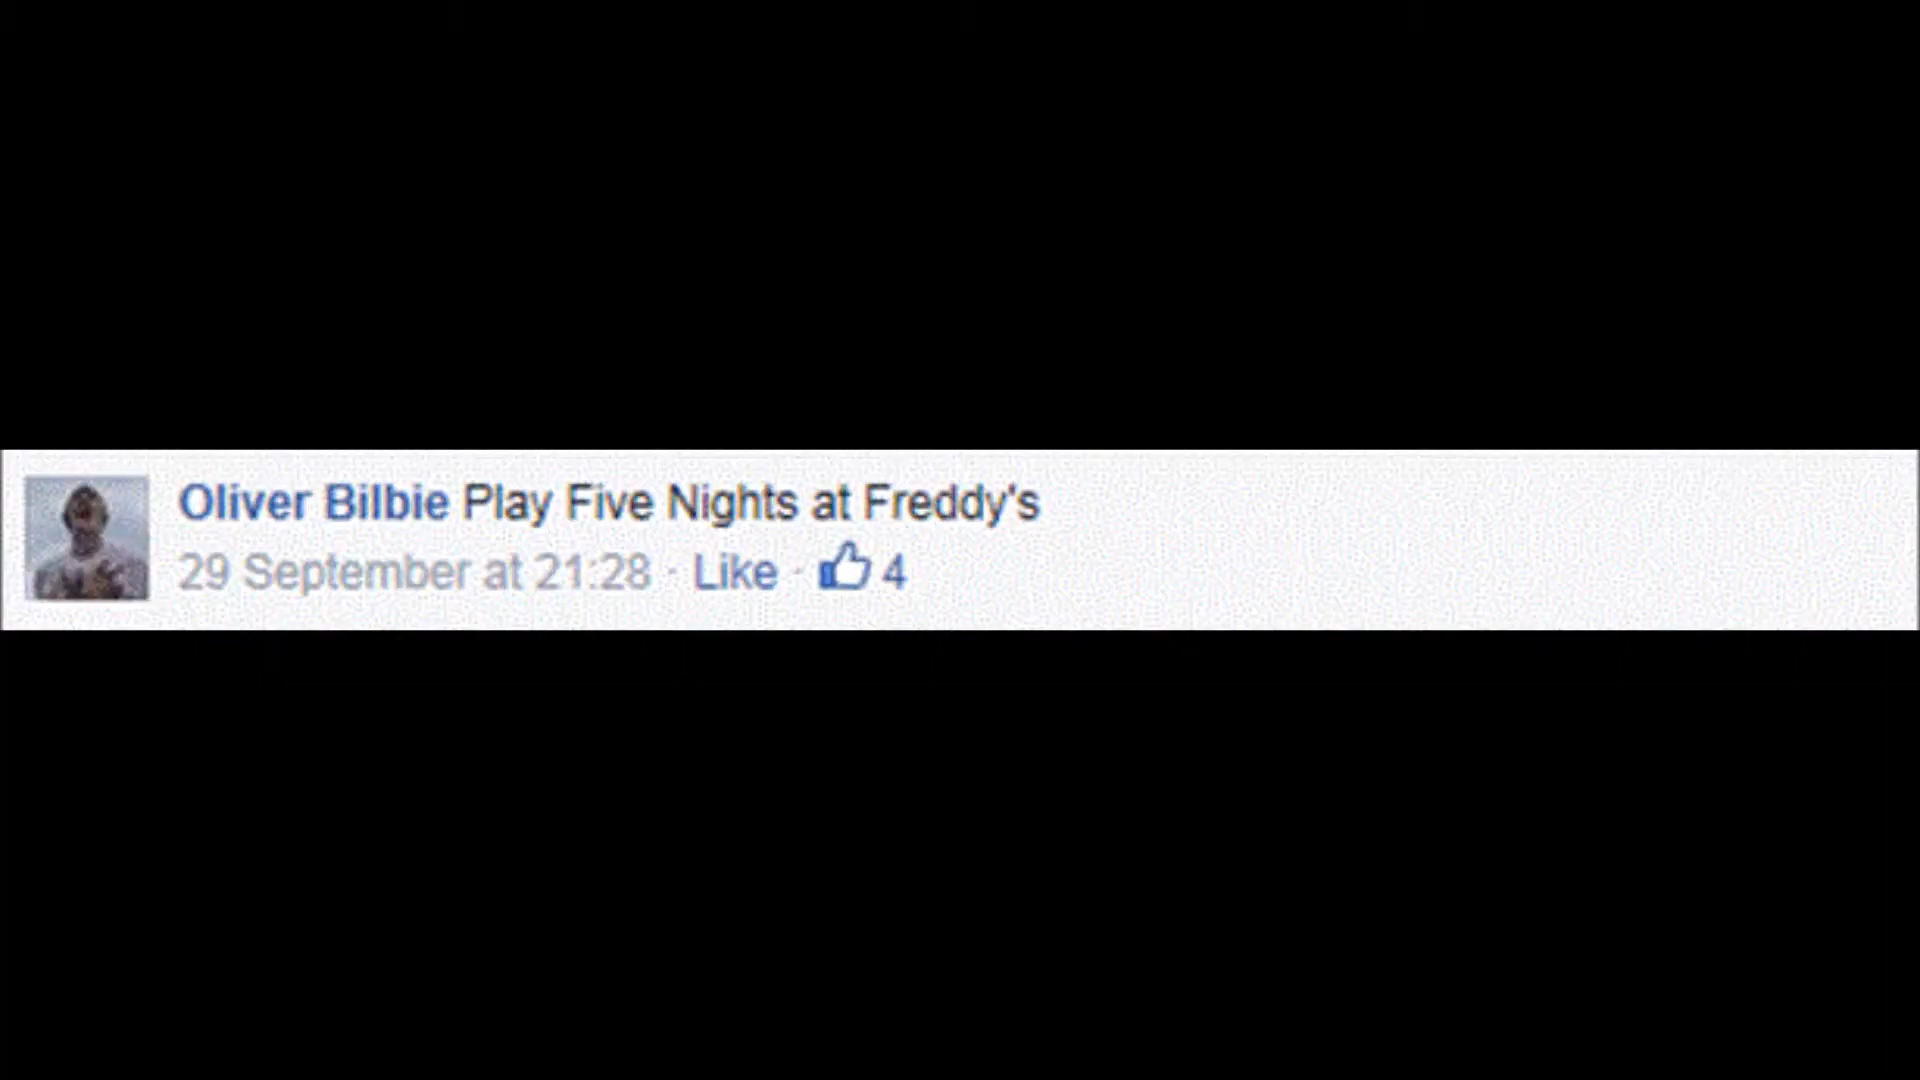 Oliver Bilbie Play Five Nights at Freddy's
29 September at 21:28 · Like · 4